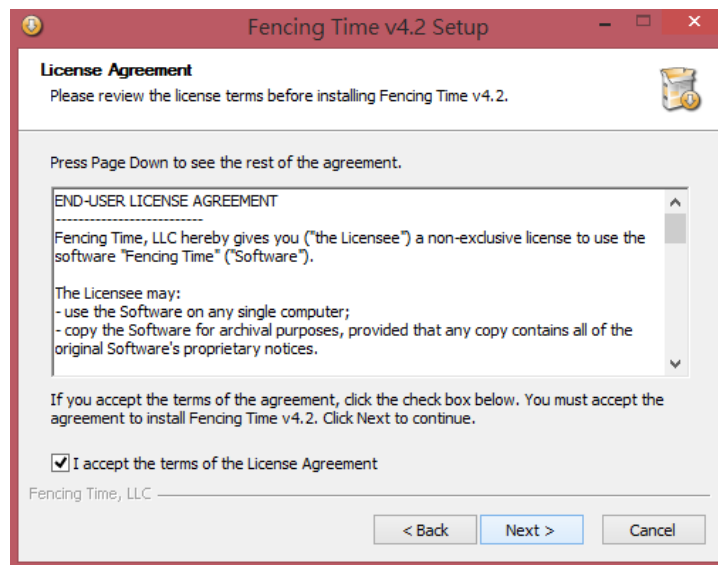 Fencing Time v4.2 Setup
License Agreement
Please review the license terms before installing Fencing Time v4.2.
Press Page Down to see the rest of the agreement.
END-USER LICENSE AGREEMENT
--------------------------
Fencing Time, LLC hereby gives you ("the Licensee") a non-exclusive license to use the
software "Fencing Time" ("Software").
The Licensee may:
- use the Software on any single computer;
- copy the Software for archival purposes, provided that any copy contains all of the
original Software's proprietary notices.
If you accept the terms of the agreement, click the check box below. You must accept the
agreement to install Fencing Time v4.2. Click Next to continue.
I accept the terms of the License Agreement
Fencing Time, LLC
< Back Next > Cancel